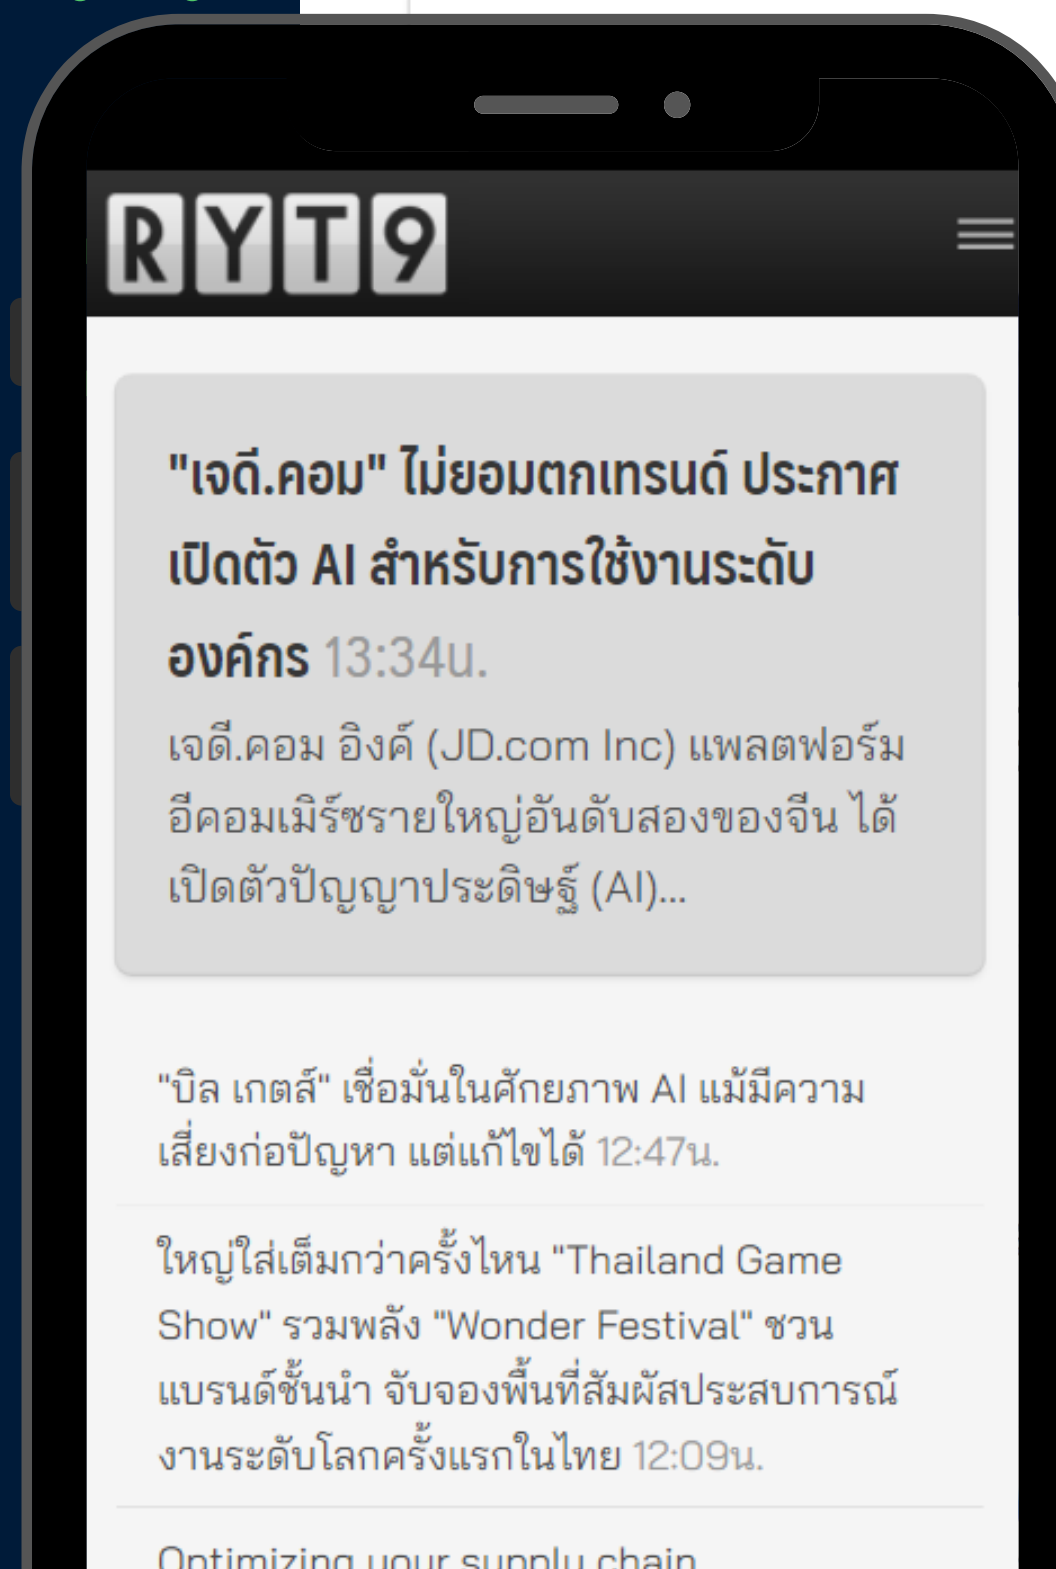 RYT9
"เจดี.คอม" ไม่ยอมตกเทรนด์ ประกาศ
เปิดตัว AI สำหรับการใช้งานระดับ
องค์กร 13:34น.
เจดี.คอม อิงค์ (JD.com Inc) แพลตฟอร์ม
อีคอมเมิร์ซรายใหญ่อันดับสองของจีน ได้
เปิดตัวปัญญาประดิษฐ์ (AI)...
"บิล เกตส์" เชื่อมั่นในศักยภาพ AI แม้มีความ
เสี่ยงก่อปัญหา แต่แก้ไขได้ 12:47น.
ใหญ่ใส่เต็มกว่าครั้งไหน "Thailand Game
Show" รวมพลัง "Wonder Festival" ชวน
แบรนด์ชั้นนำ จับจองพื้นที่สัมผัสประสบการณ์
งานระดับโลกครั้งแรกในไทย 12:09น.
Optimizing your supply chain